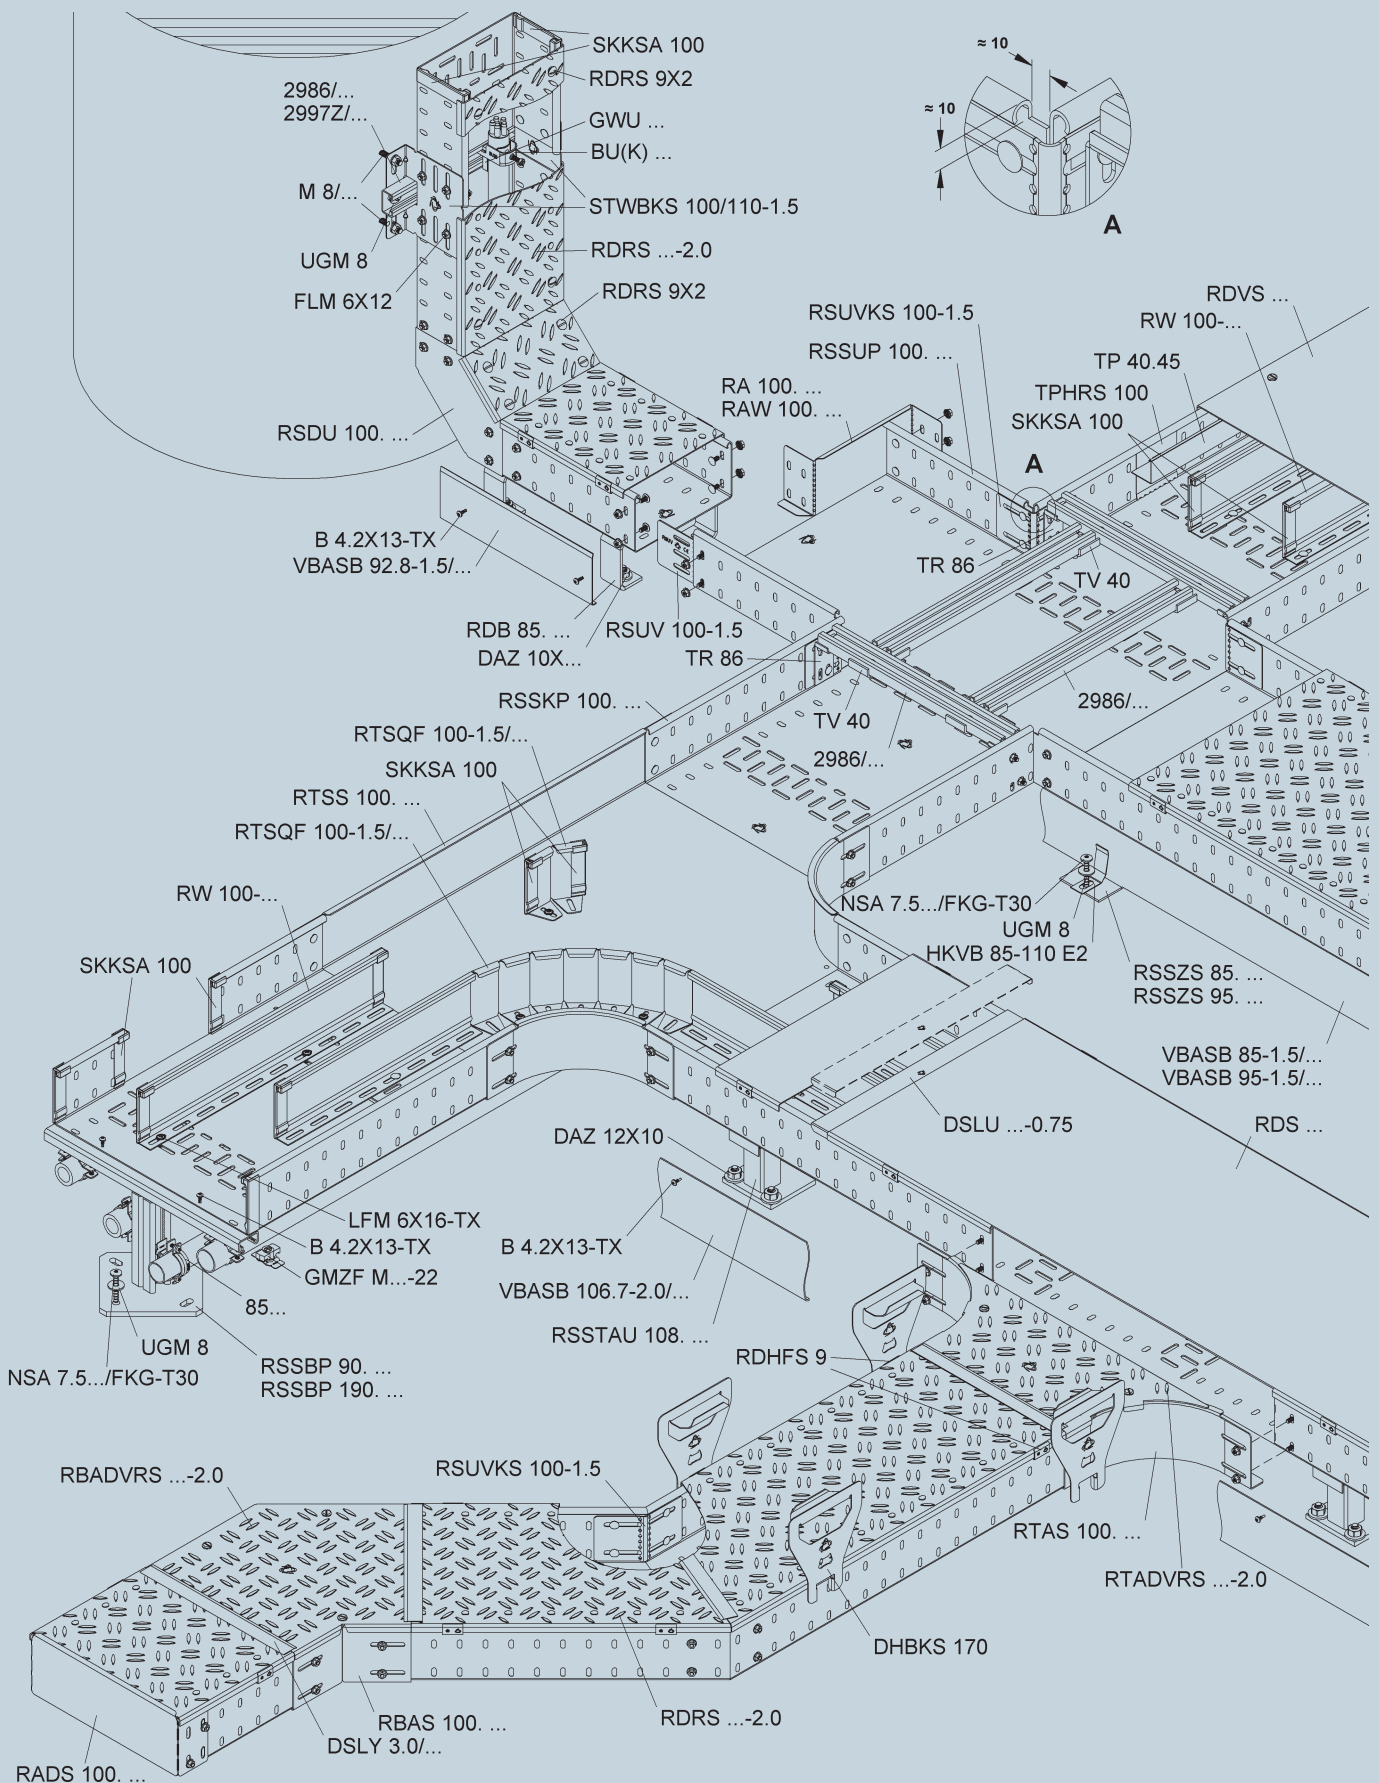 SKKSA 100
RDRS 9X2
2986/...
2997Z/...
GWU ...
BU(K) ...
M 8/...
STWBKS 100/110-1.5
UGM 8
RDRS ...-2.0
FLM 6X12
RDRS 9X2
RSDU 100. ...
≈ 10
≈ 10
A
RDVS ...
RSUVKS 100-1.5
RW 100-...
RSSUP 100. ...
TP 40.45
RA 100. ...
RAW 100. ...
TPHRS 100
SKKSA 100
A
B 4.2X13-TX
VBASB 92.8-1.5/...
TR 86
TV 40
RDB 85. ...
RSUV 100-1.5
DAZ 10X...
TR 86
RSSKP 100. ...
2986/...
TV 40
RTSQF 100-1.5/...
2986/...
SKKSA 100
RTSS 100. ...
RTSQF 100-1.5/...
RW 100-...
NSA 7.5.../FKG-T30
UGM 8
HKVB 85-110 E2
SKKSA 100
RSSZS 85. ...
RSSZS 95. ...
VBASB 85-1.5/...
VBASB 95-1.5/...
DSLU ...-0.75
RDS ...
DAZ 12X10
LFM 6X16-TX
B 4.2X13-TX
B 4.2X13-TX
GMZF M...-22
VBASB 106.7-2.0/...
85...
RSSTAU 108. ...
UGM 8
NSA 7.5.../FKG-T30
RSSBP 90. ...
RSSBP 190. ...
RDHFS 9
RBADVRS ...-2.0
RSUVKS 100-1.5
RTAS 100. ...
RTADVRS ...-2.0
DHBKS 170
RBAS 100. ...
RDRS ...-2.0
DSLY 3.0/...
RADS 100. ...